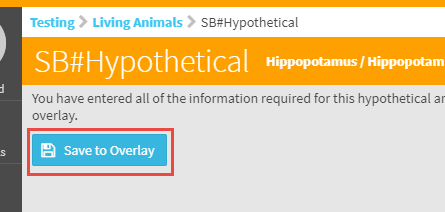 Testing > Living Animals > SB#Hypothetical
SB#Hypothetical Hippopotamus / Hippopotam
You have entered all of the information required for this hypothetical an
overlay.
Save to Overlay
d
s